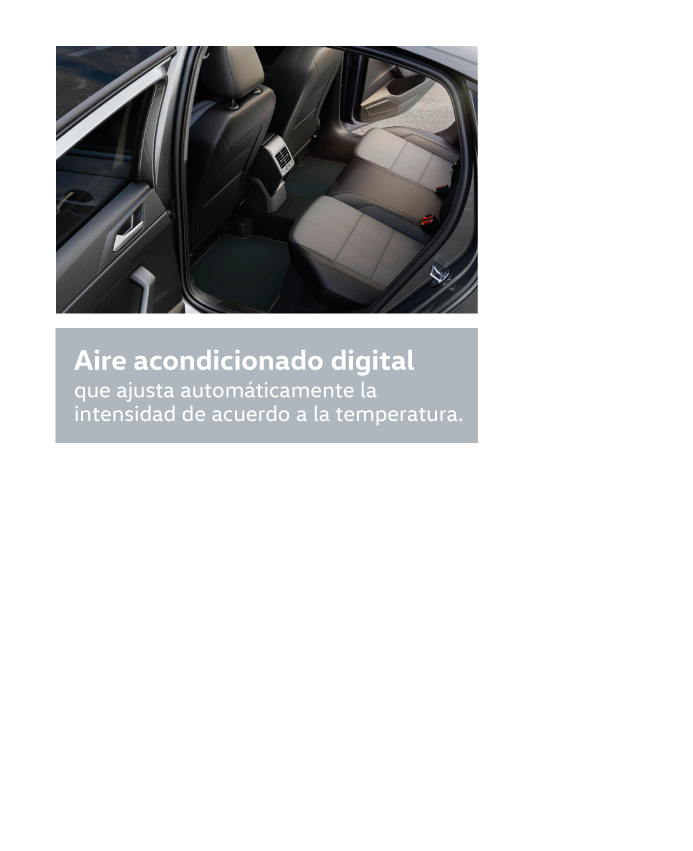 Aire acondicionado digital
que ajusta automáticamente la
intensidad de acuerdo a la temperatura.